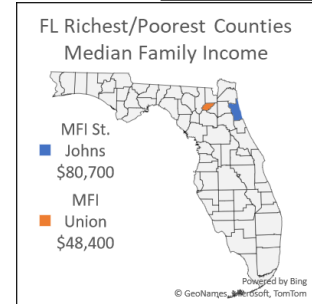 FL Richest/Poorest Counties
Median Family Income
MFI St.
Johns
$80,700
MFI
Union
$48,400
Powered by Bing
© GeoNames, Microsoft, TomTom